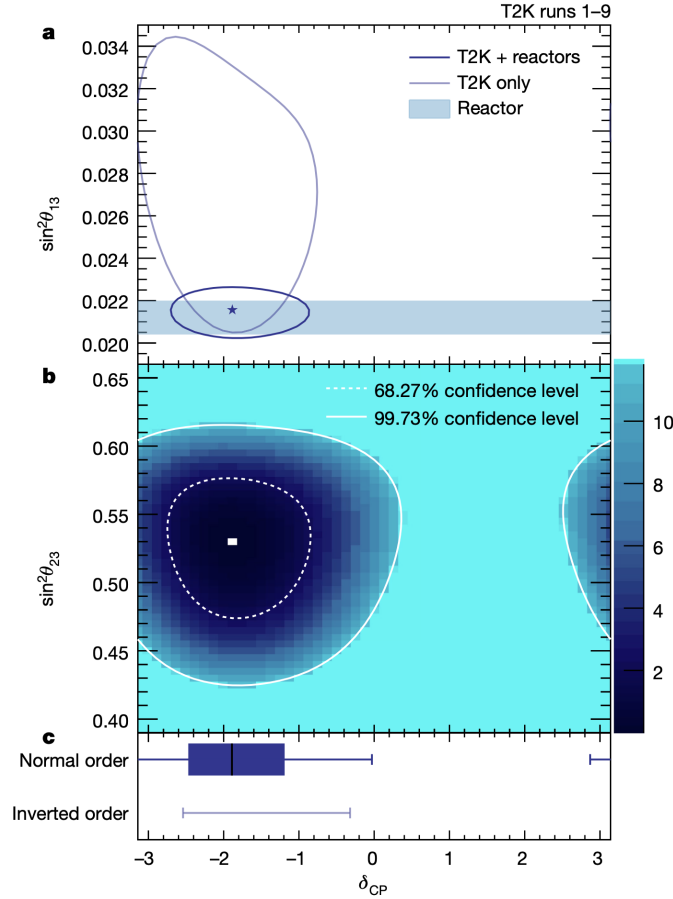 T2K runs 1–9
a
T2K + reactors
T2K only
Reactor
0.034
0.032
0.030
0.028
0.026
0.024
0.022
0.020
sin²θ₁₃
b
68.27% confidence level
99.73% confidence level
0.65
0.60
0.55
0.50
0.45
0.40
sin²θ₂₃
10
8
6
4
2
c
Normal order
Inverted order
−3 −2 −1 0 1 2 3
δCP